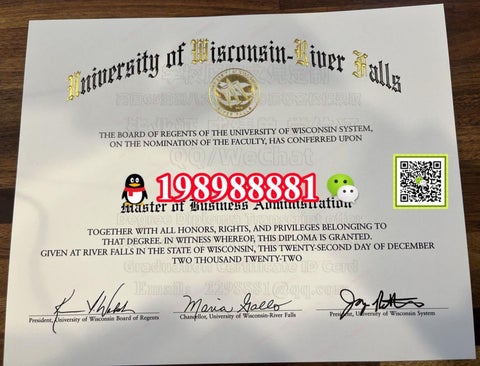 University of Wisconsin-River Falls
THE BOARD OF REGENTS OF THE UNIVERSITY OF WISCONSIN SYSTEM,
ON THE NOMINATION OF THE FACULTY, HAS CONFERRED UPON
QQ/WeChat
198988881
Master of Business Administration
TOGETHER WITH ALL HONORS, RIGHTS, AND PRIVILEGES BELONGING TO
THAT DEGREE. IN WITNESS WHEREOF, THIS DIPLOMA IS GRANTED.
GIVEN AT RIVER FALLS IN THE STATE OF WISCONSIN, THIS TWENTY-SECOND DAY OF DECEMBER
TWO THOUSAND TWENTY-TWO
Graduation Certificate ID Card
President, University of Wisconsin Board of Regents
Maria Gallo
Chancellor, University of Wisconsin-River Falls
President, University of Wisconsin System